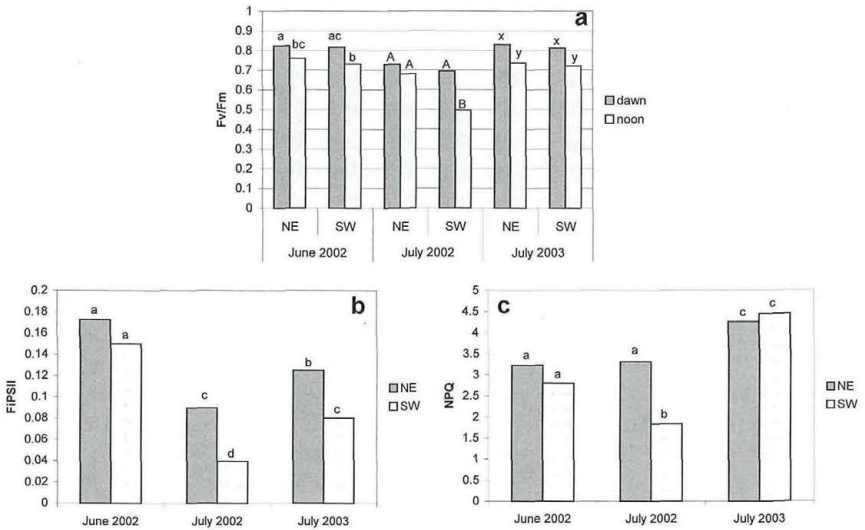 a
1
0.9
0.8
0.7
0.6
0.5
0.4
0.3
0.2
0.1
0
Fv/Fm
a bc ac b A A A B x y x y
dawn
noon
NE SW NE SW NE SW
June 2002 July 2002 July 2003
b
0.2
0.18
0.16
0.14
0.12
0.1
0.08
0.06
0.04
0.02
0
FiPSII
a a c d b c
NE
SW
June 2002 July 2002 July 2003
c
5
4.5
4
3.5
3
2.5
2
1.5
1
0.5
0
NPQ
a a a b c c
NE
SW
June 2002 July 2002 July 2003